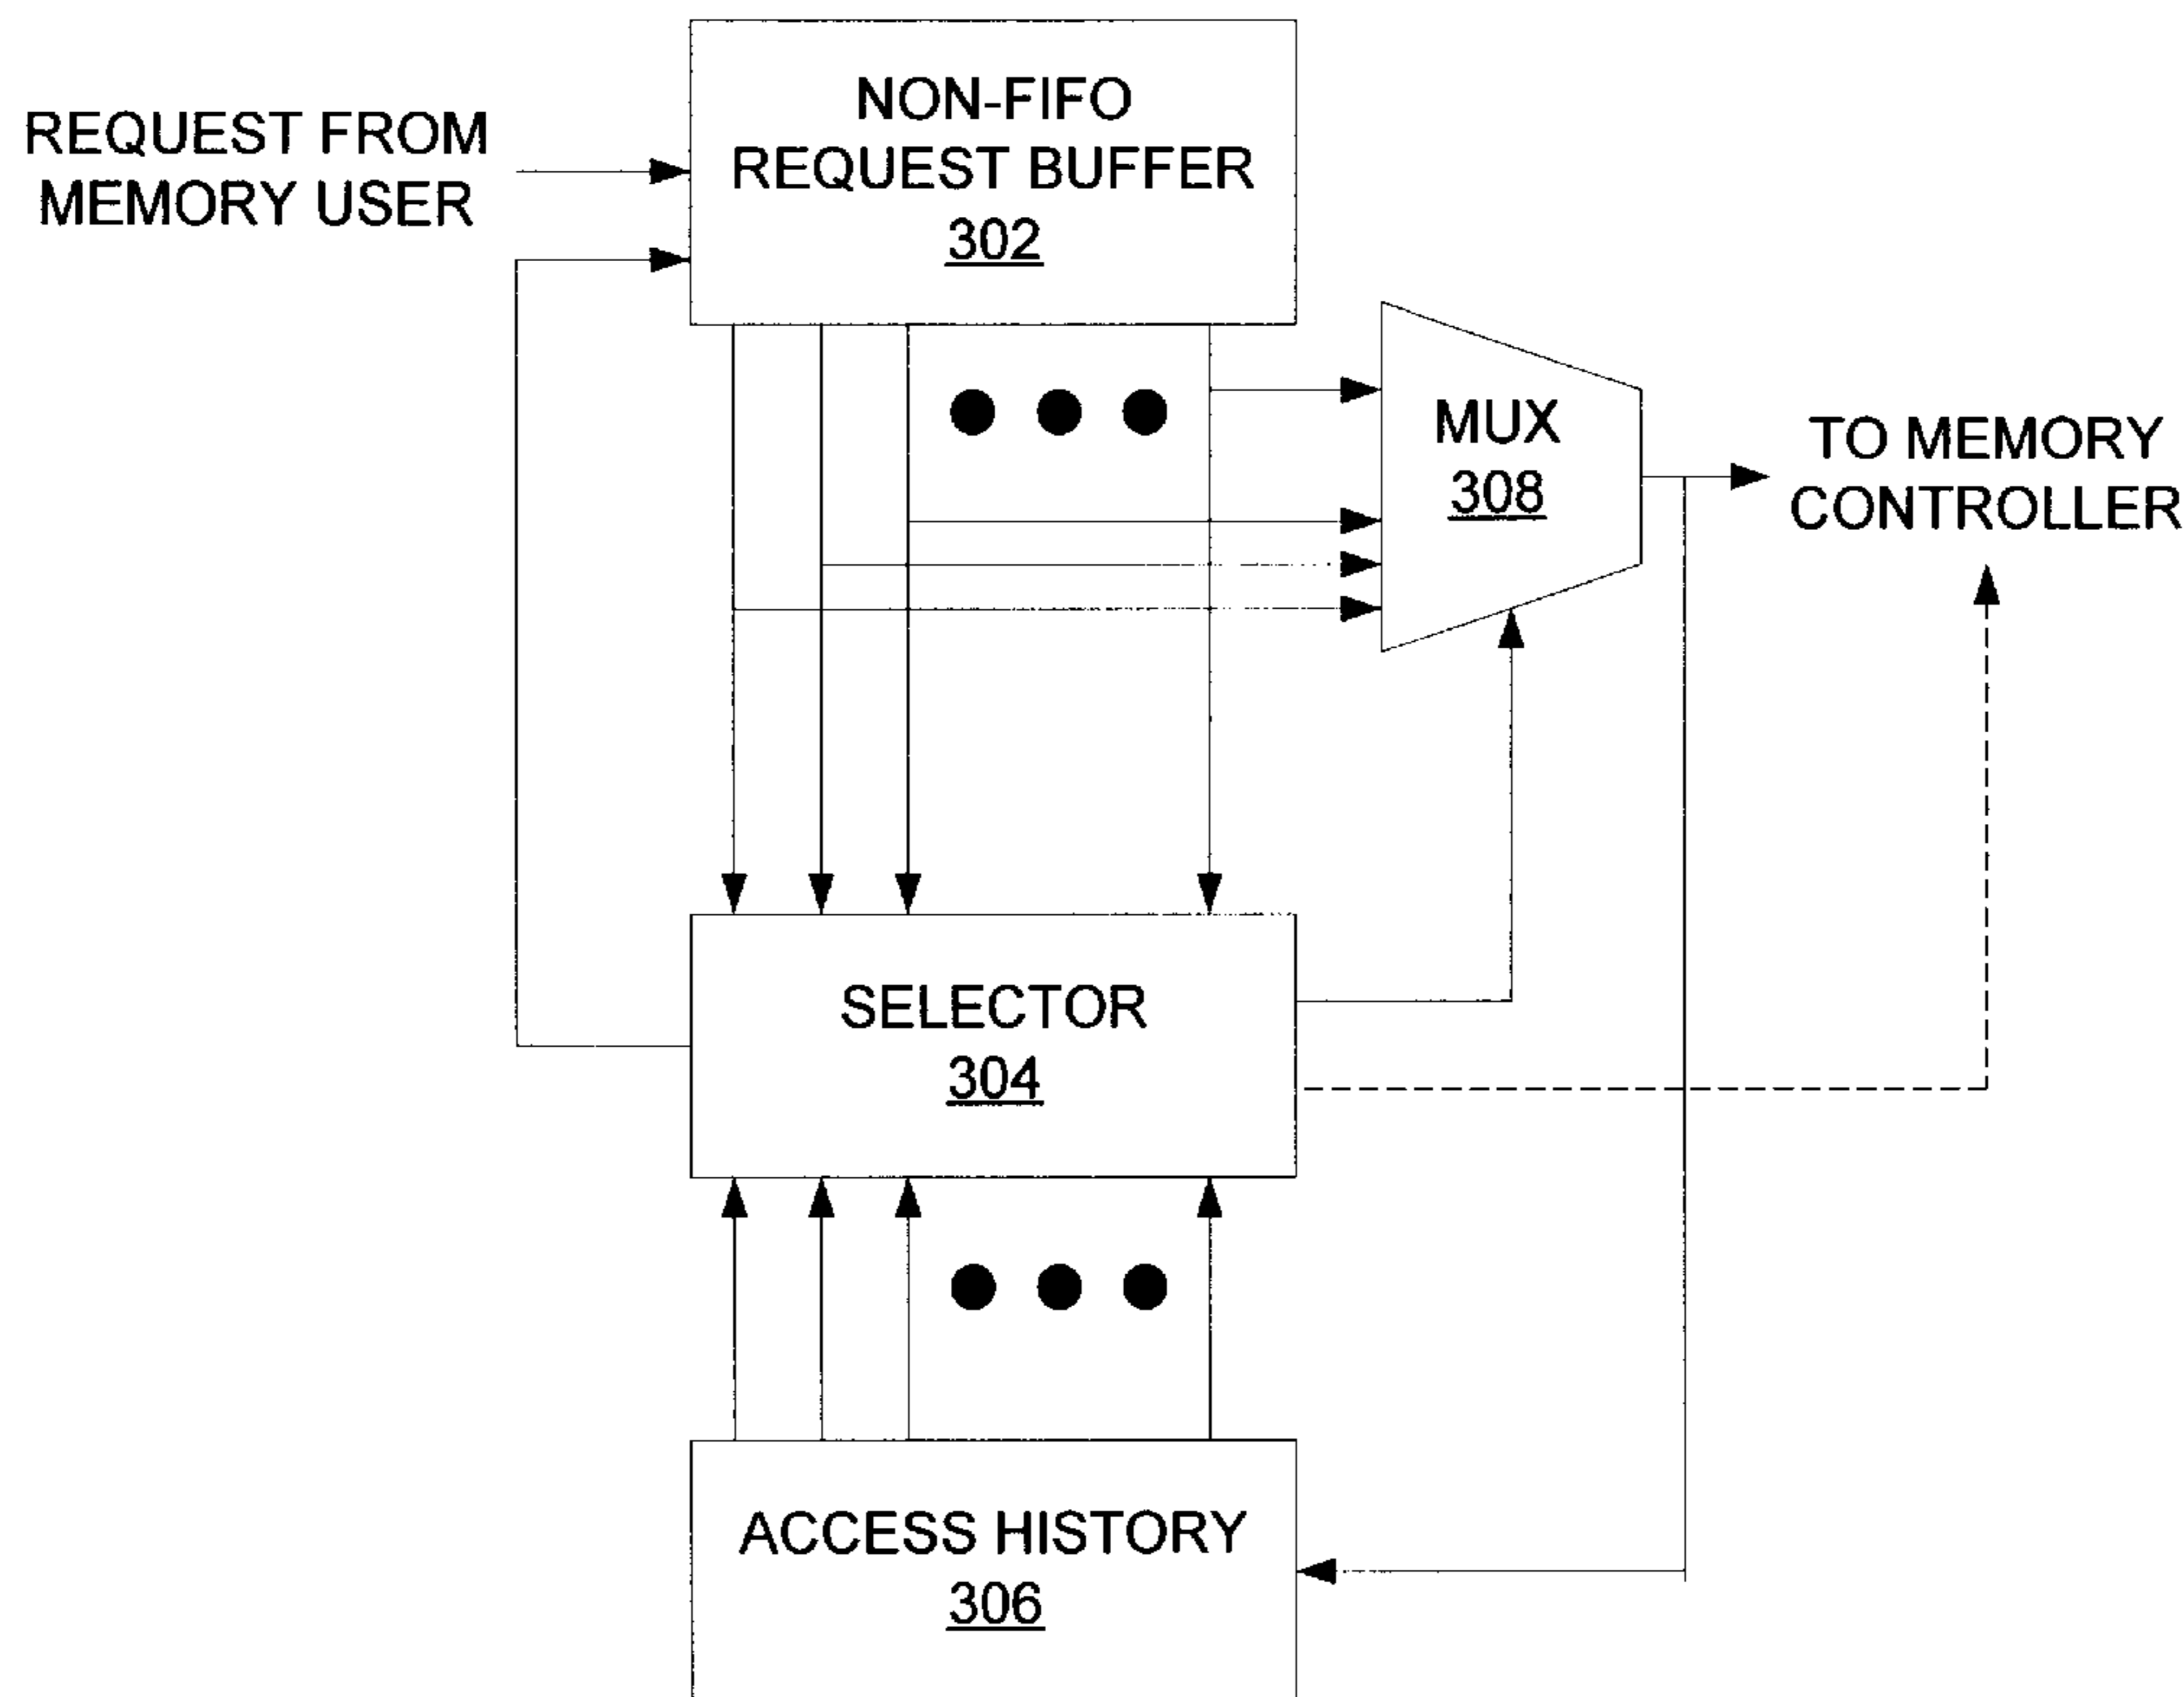 REQUEST FROM
MEMORY USER
NON-FIFO
REQUEST BUFFER
302
MUX
308
TO MEMORY
CONTROLLER
SELECTOR
304
ACCESS HISTORY
306